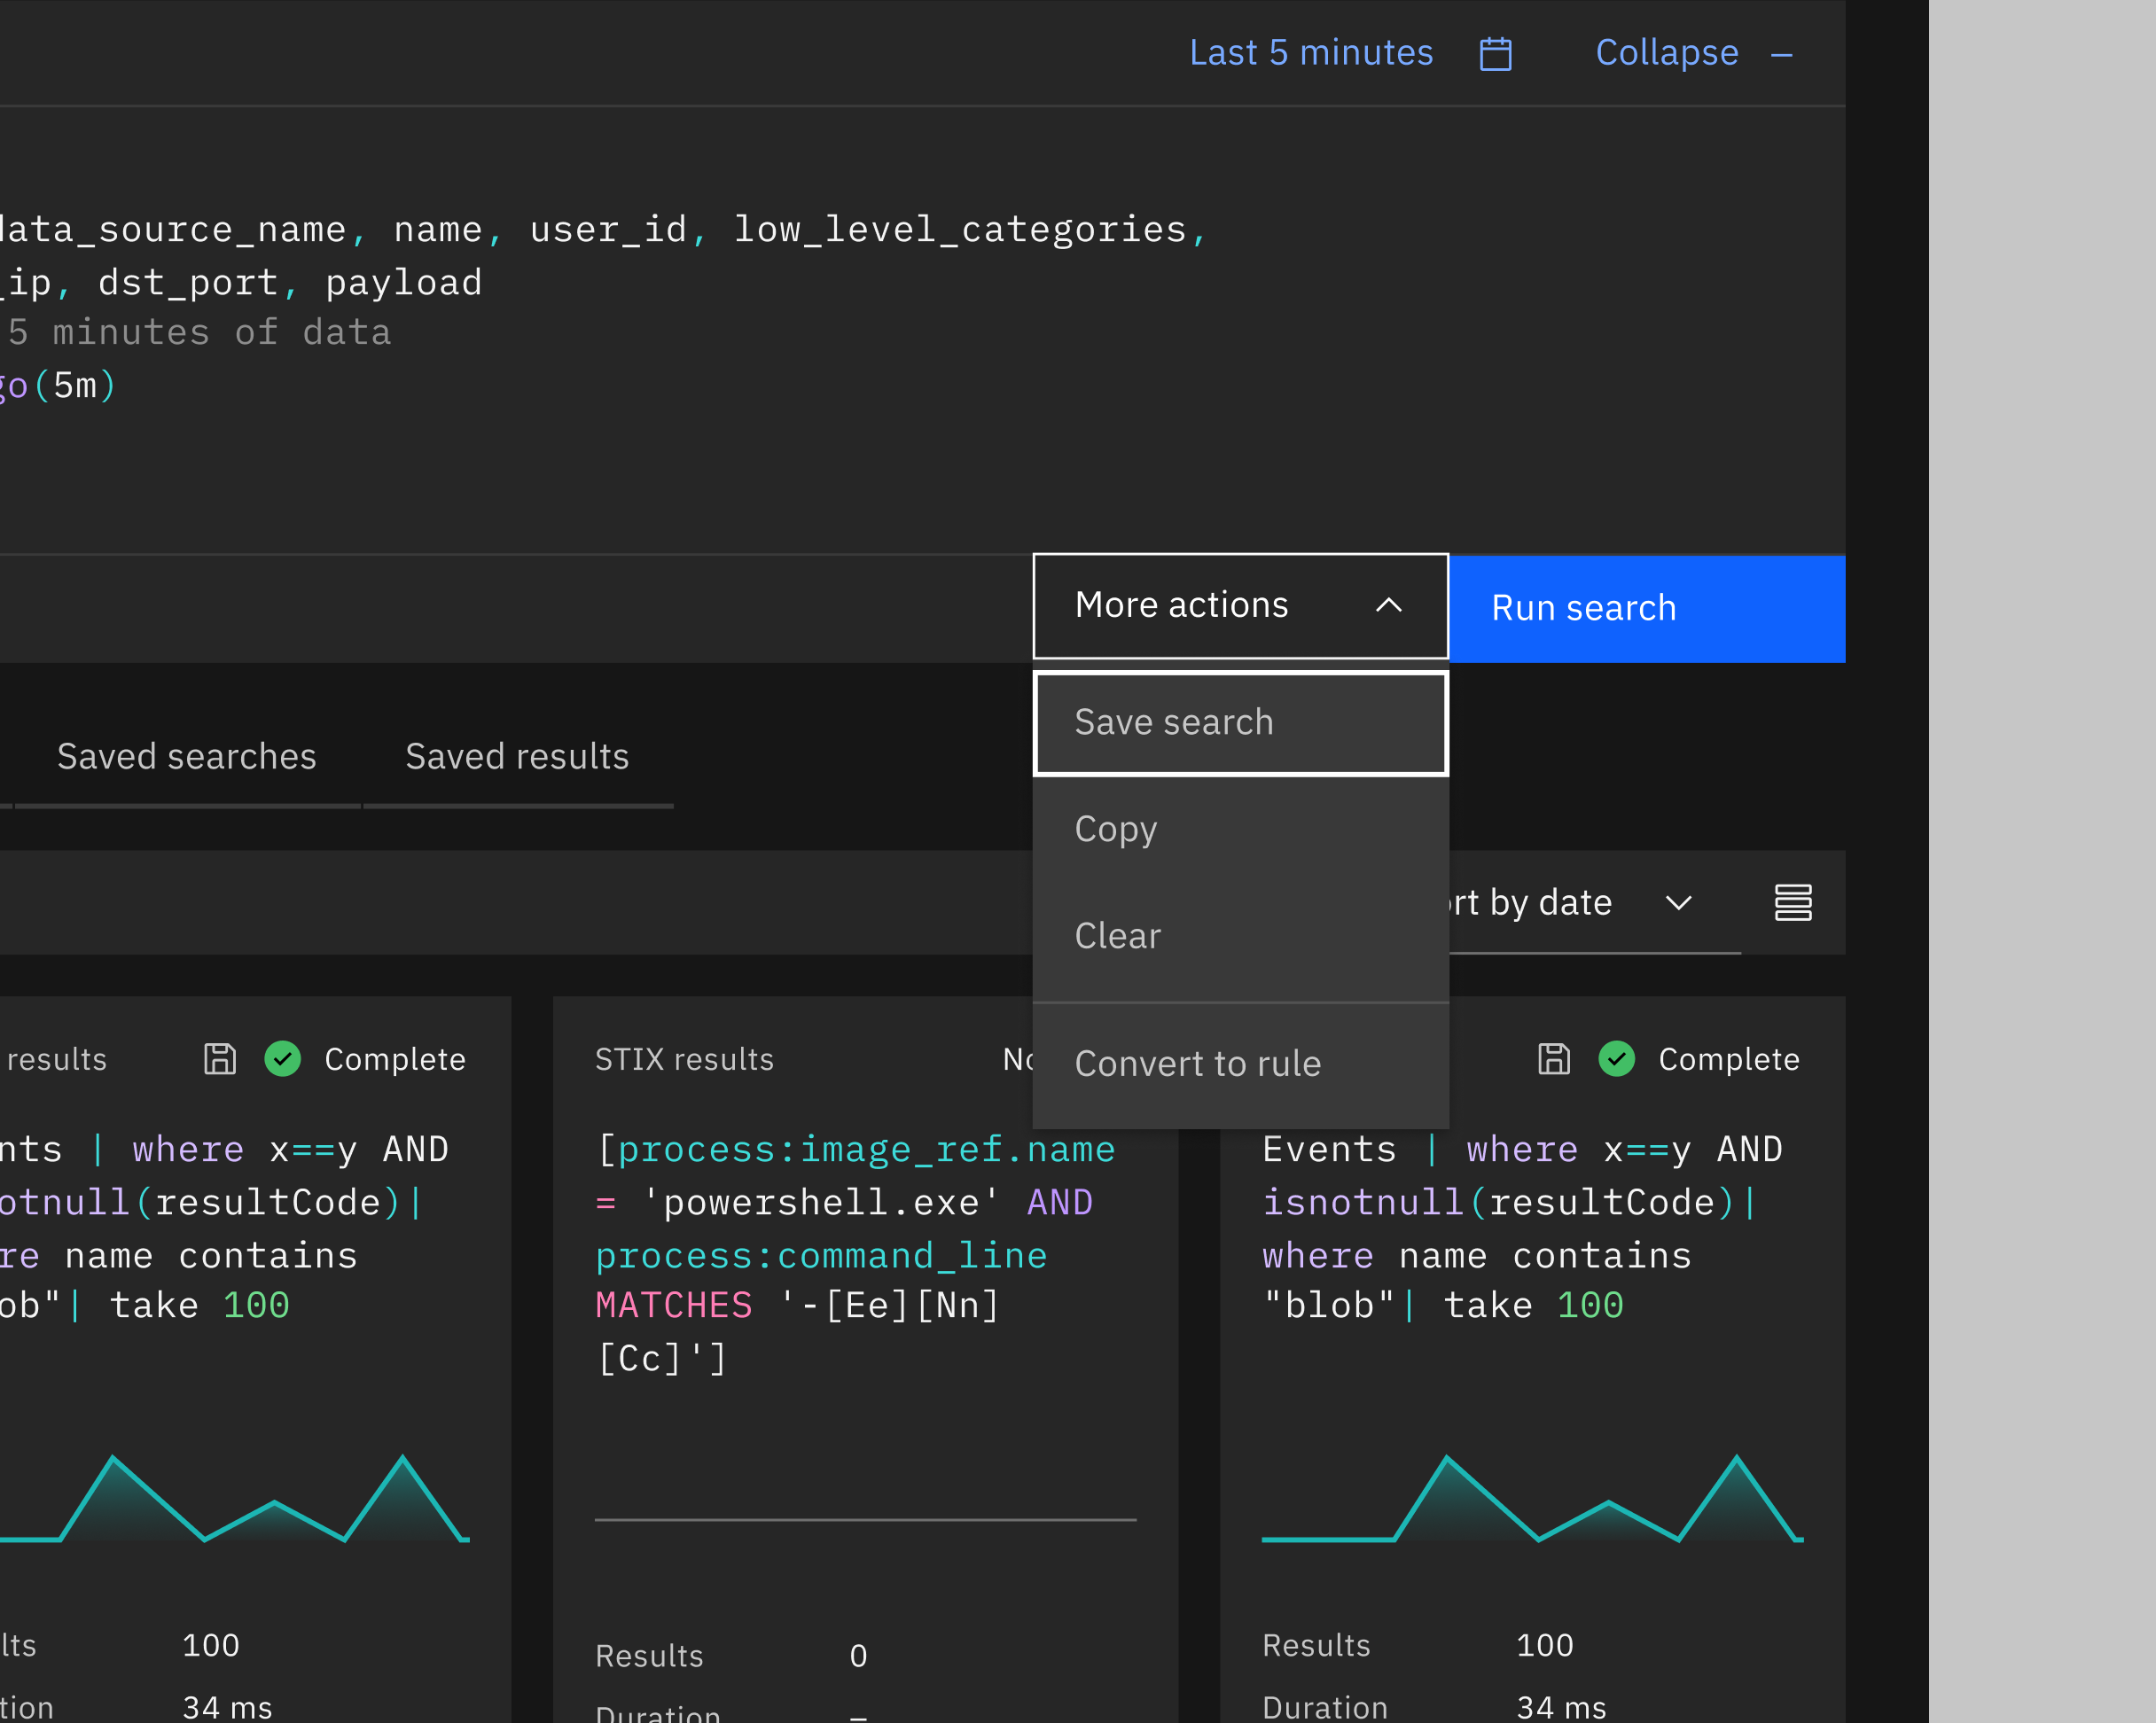 Last 5 minutes
Collapse
data_source_name, name, user_id, low_level_categories,
_ip, dst_port, payload
5 minutes of data
go(5m)
More actions
Run search
Save search
Saved searches
Saved results
Copy
rt by date
Clear
results
Complete
STIX results
No
Convert to rule
Complete
nts | where x==y AND
otnull(resultCode)|
re name contains
ob"| take 100
[process:image_ref.name
= 'powershell.exe' AND
process:command_line
MATCHES '-[Ee][Nn]
[Cc]']
Events | where x==y AND
isnotnull(resultCode)|
where name contains
"blob"| take 100
lts 100
tion 34 ms
Results 0
Duration –
Results 100
Duration 34 ms